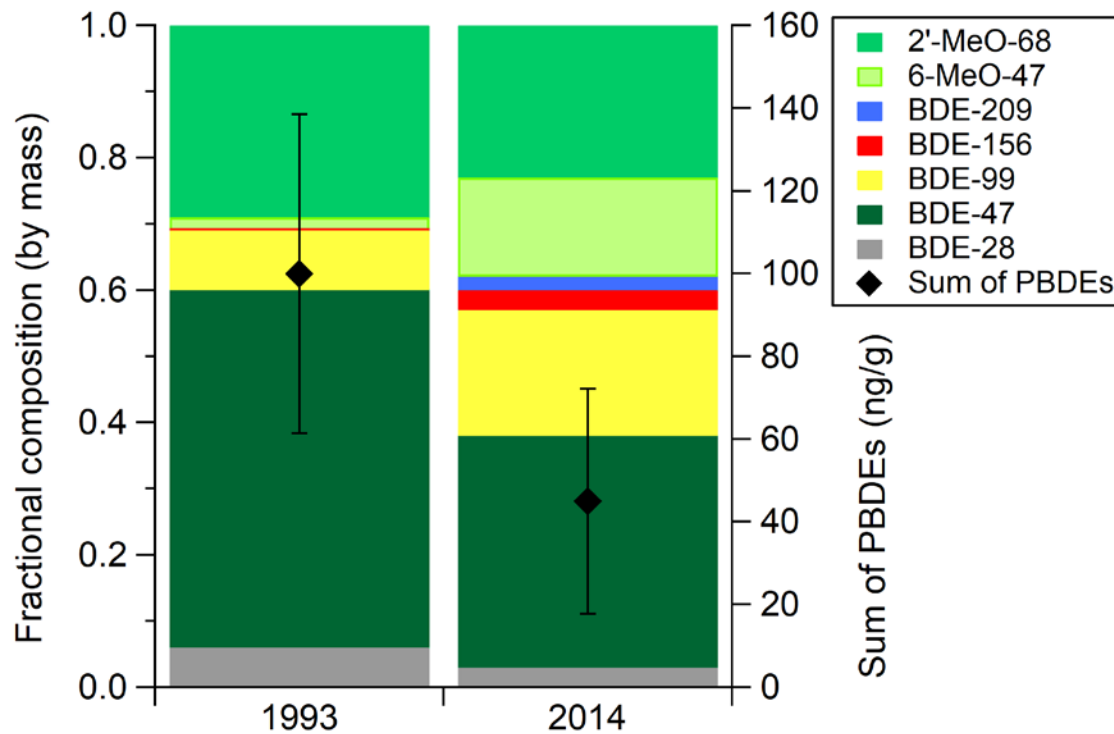 Fractional composition (by mass)
1.0
0.8
0.6
0.4
0.2
0.0
1993
2014
160
140
120
100
80
60
40
20
0
Sum of PBDEs (ng/g)
2'-MeO-68
6-MeO-47
BDE-209
BDE-156
BDE-99
BDE-47
BDE-28
Sum of PBDEs